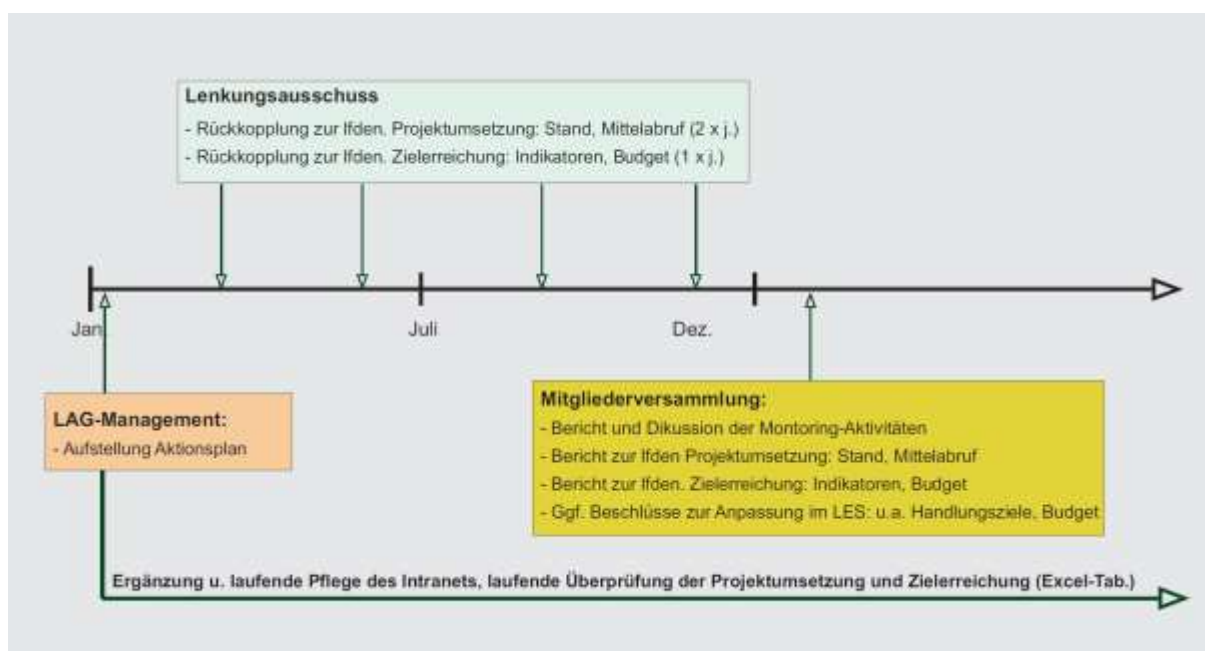 Lenkungsausschuss
- Rückkopplung zur lfden. Projektumsetzung: Stand, Mittelabruf (2 x j.)
- Rückkopplung zur lfden. Zielerreichung: Indikatoren, Budget (1 x j.)
Jan.
Juli
Dez.
LAG-Management:
- Aufstellung Aktionsplan
Mitgliederversammlung:
- Bericht und Dikussion der Montoring-Aktivitäten
- Bericht zur lfden Projektumsetzung: Stand, Mittelabruf
- Bericht zur lfden. Zielerreichung: Indikatoren, Budget
- Ggf. Beschlüsse zur Anpassung im LES: u.a. Handlungsziele, Budget
Ergänzung u. laufende Pflege des Intranets, laufende Überprüfung der Projektumsetzung und Zielerreichung (Excel-Tab.)